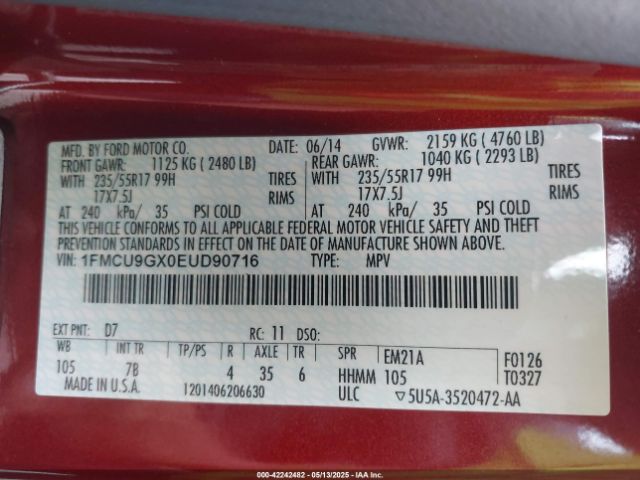 MFD. BY FORD MOTOR CO. DATE: 06/14 GVWR: 2159 KG ( 4760 LB)
FRONT GAWR: 1125 KG ( 2480 LB) REAR GAWR: 1040 KG ( 2293 LB)
WITH 235/55R17 99H TIRES WITH 235/55R17 99H TIRES
17X7.5J RIMS 17X7.5J RIMS
AT 240 kPa/ 35 PSI COLD AT 240 kPa/ 35 PSI COLD
THIS VEHICLE CONFORMS TO ALL APPLICABLE FEDERAL MOTOR VEHICLE SAFETY AND THEFT
PREVENTION STANDARDS IN EFFECT ON THE DATE OF MANUFACTURE SHOWN ABOVE.
VIN: 1FMCU9GX0EUD90716 TYPE: MPV
EXT PNT: D7 RC: 11 DSO:
WB INT TR TP/PS R AXLE TR SPR EM21A F0126
105 7B 4 35 6 HHMM 105 T0327
MADE IN U.S.A. 1201406206630 ULC ▽5U5A-3520472-AA
000-42242482 - 05/13/2025 - IAA Inc.